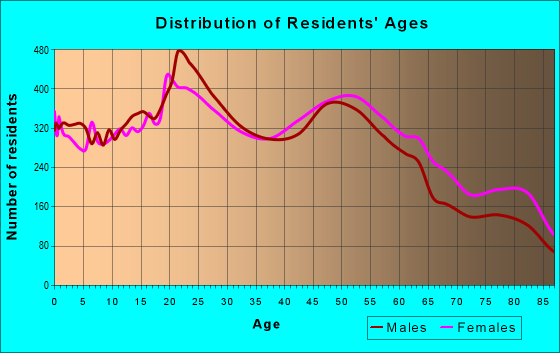 Distribution of Residents' Ages
Number of residents
480
400
320
240
160
80
0
0 5 10 15 20 25 30 35 40 45 50 55 60 65 70 75 80 85
Age
Males Females